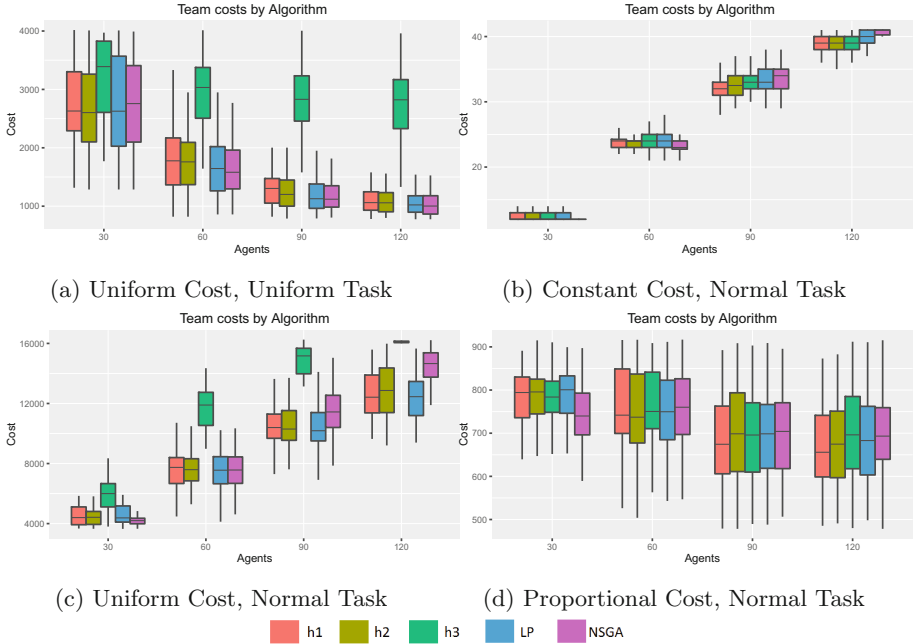 Team costs by Algorithm
Team costs by Algorithm
4000
3000
2000
1000
Cost
30
60
90
120
Agents
40
30
20
Cost
30
60
90
120
Agents
(a) Uniform Cost, Uniform Task
(b) Constant Cost, Normal Task
Team costs by Algorithm
Team costs by Algorithm
16000
12000
8000
4000
Cost
30
60
90
120
Agents
900
800
700
600
500
Cost
30
60
90
120
Agents
(c) Uniform Cost, Normal Task
(d) Proportional Cost, Normal Task
h1 h2 h3 LP NSGA